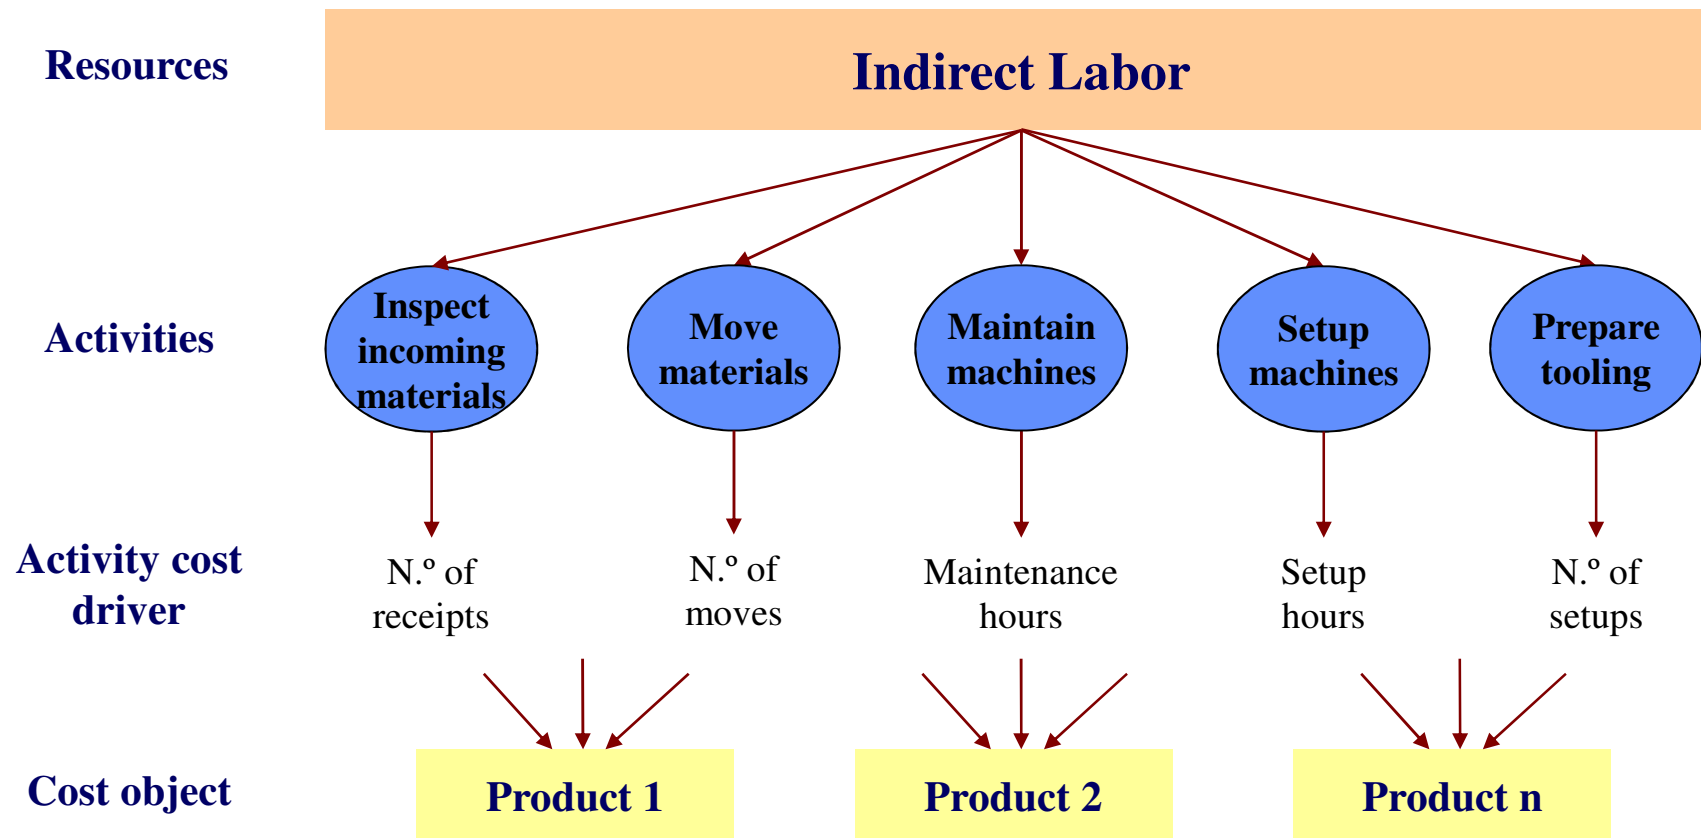 Resources
Indirect Labor
Activities
Inspect
incoming
materials
Move
materials
Maintain
machines
Setup
machines
Prepare
tooling
Activity cost
driver
N.º of
receipts
N.º of
moves
Maintenance
hours
Setup
hours
N.º of
setups
Cost object
Product 1
Product 2
Product n